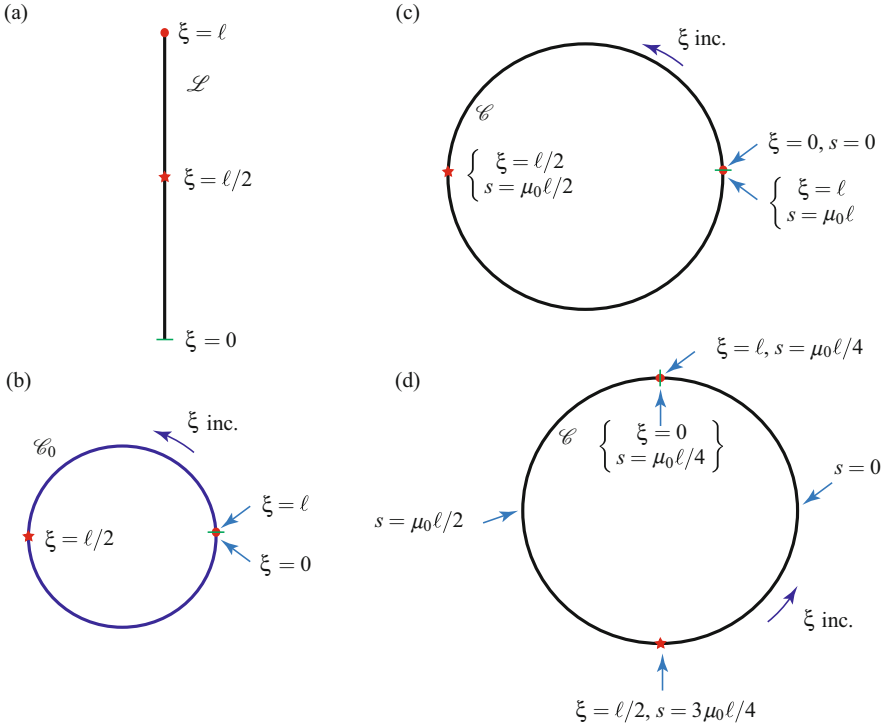 (a)
ξ = ℓ
ℒ
ξ = ℓ/2
ξ = 0
(b)
𝒞₀
ξ inc.
ξ = ℓ
ξ = ℓ/2
ξ = 0
(c)
ξ inc.
𝒞
ξ = 0, s = 0
{ ξ = ℓ/2
s = μ₀ℓ/2
{ ξ = ℓ
s = μ₀ℓ
(d)
ξ = ℓ, s = μ₀ℓ/4
𝒞
{ ξ = 0 }
s = μ₀ℓ/4
s = 0
s = μ₀ℓ/2
ξ inc.
ξ = ℓ/2, s = 3μ₀ℓ/4